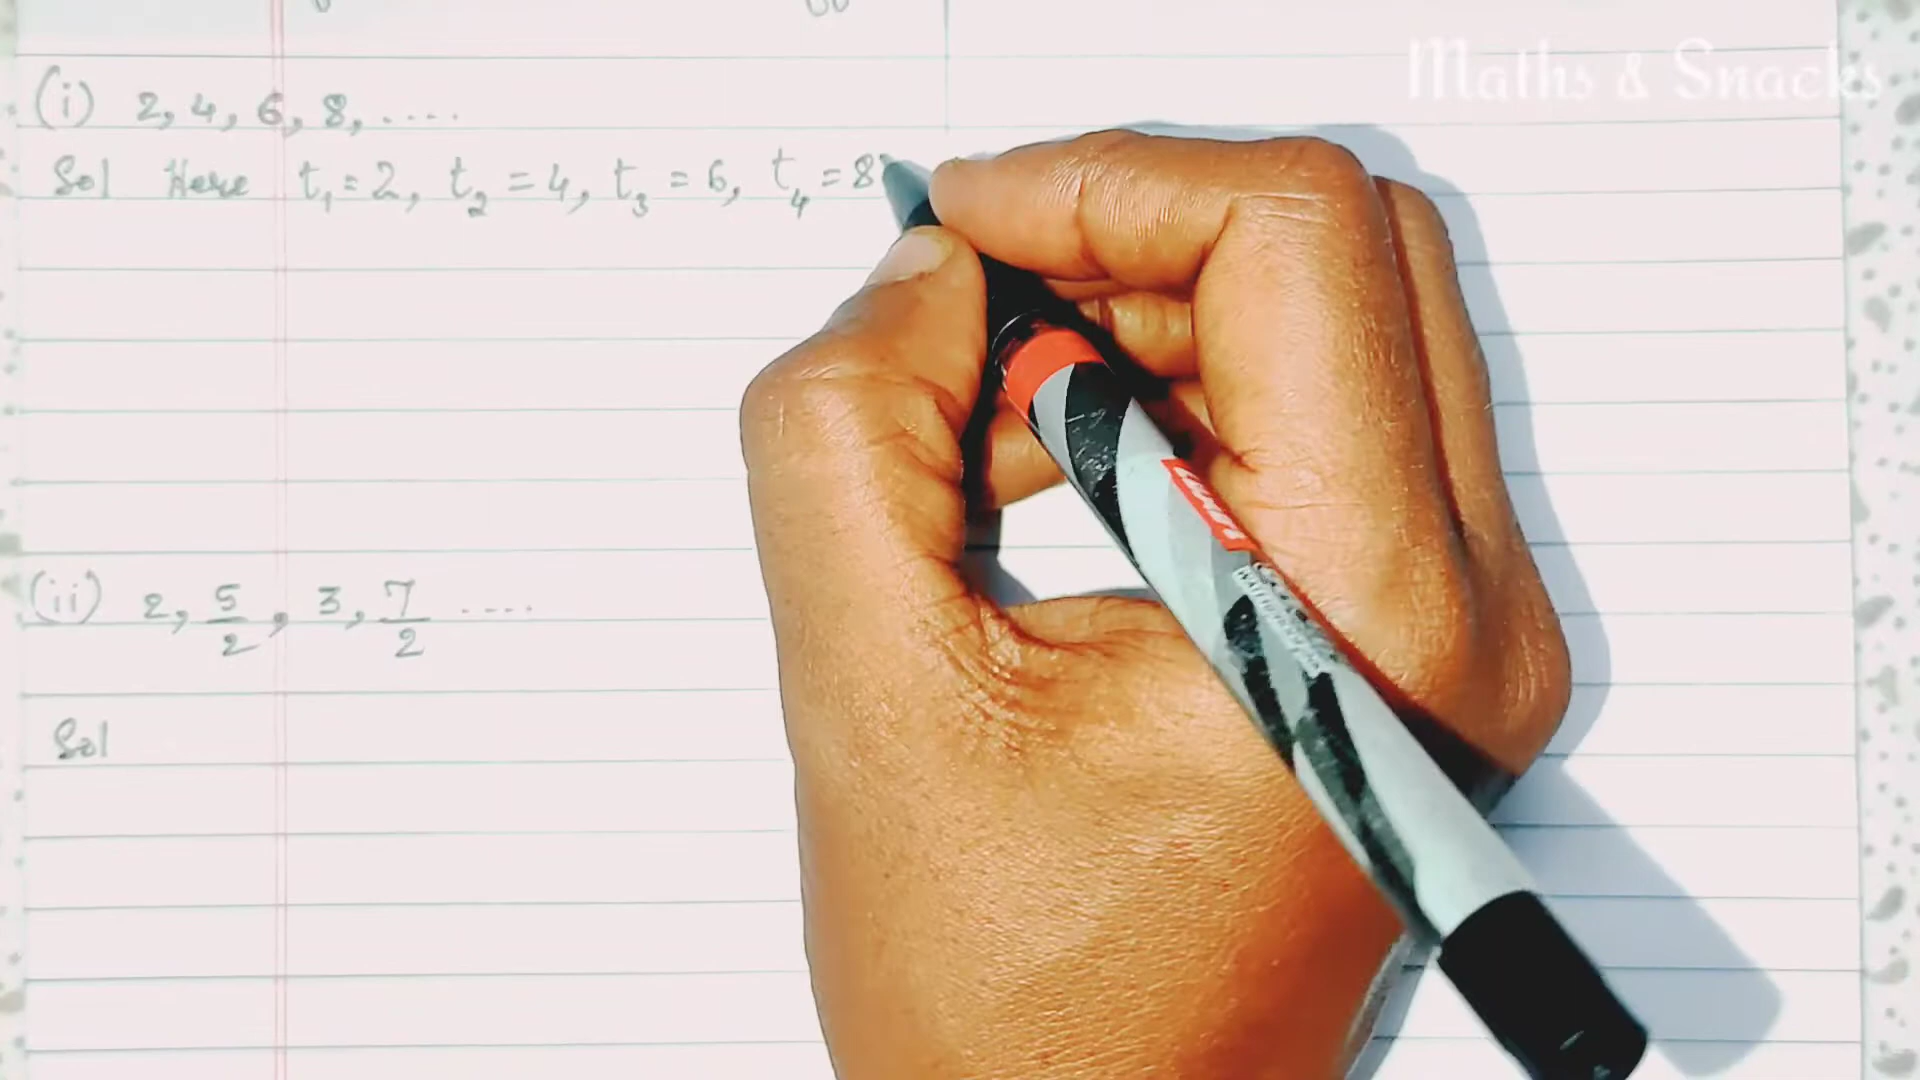 Maths & Snacks
(i) 2, 4, 6, 8, ....
Sol Here t₁ = 2, t₂ = 4, t₃ = 6, t₄ = 8
(ii) 2, 5/2, 3, 7/2 ....
Sol